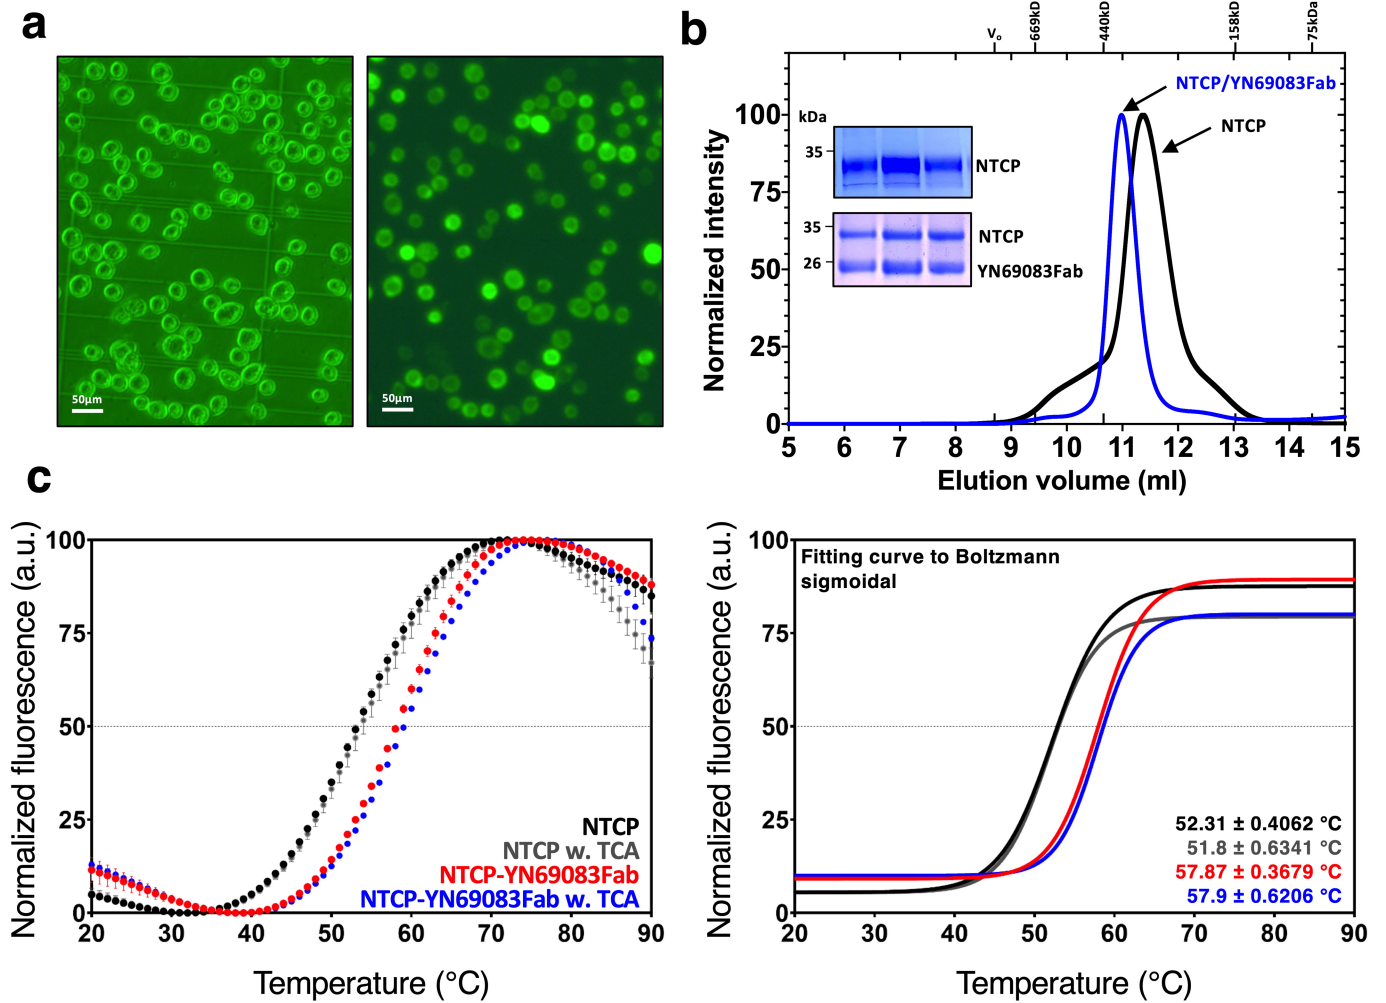 a
50µm
50µm
b
Vo
669kD
440kD
158kD
75kDa
NTCP/YN69083Fab
NTCP
kDa
35
NTCP
35
NTCP
26
YN69083Fab
Normalized intensity
100
75
50
25
0
5 6 7 8 9 10 11 12 13 14 15
Elution volume (ml)
c
Normalized fluorescence (a.u.)
100
75
50
25
0
NTCP
NTCP w. TCA
NTCP-YN69083Fab
NTCP-YN69083Fab w. TCA
20 30 40 50 60 70 80 90
Temperature (°C)
Normalized fluorescence (a.u.)
100
75
50
25
0
Fitting curve to Boltzmann
sigmoidal
52.31 ± 0.4062 °C
51.8 ± 0.6341 °C
57.87 ± 0.3679 °C
57.9 ± 0.6206 °C
20 30 40 50 60 70 80 90
Temperature (°C)